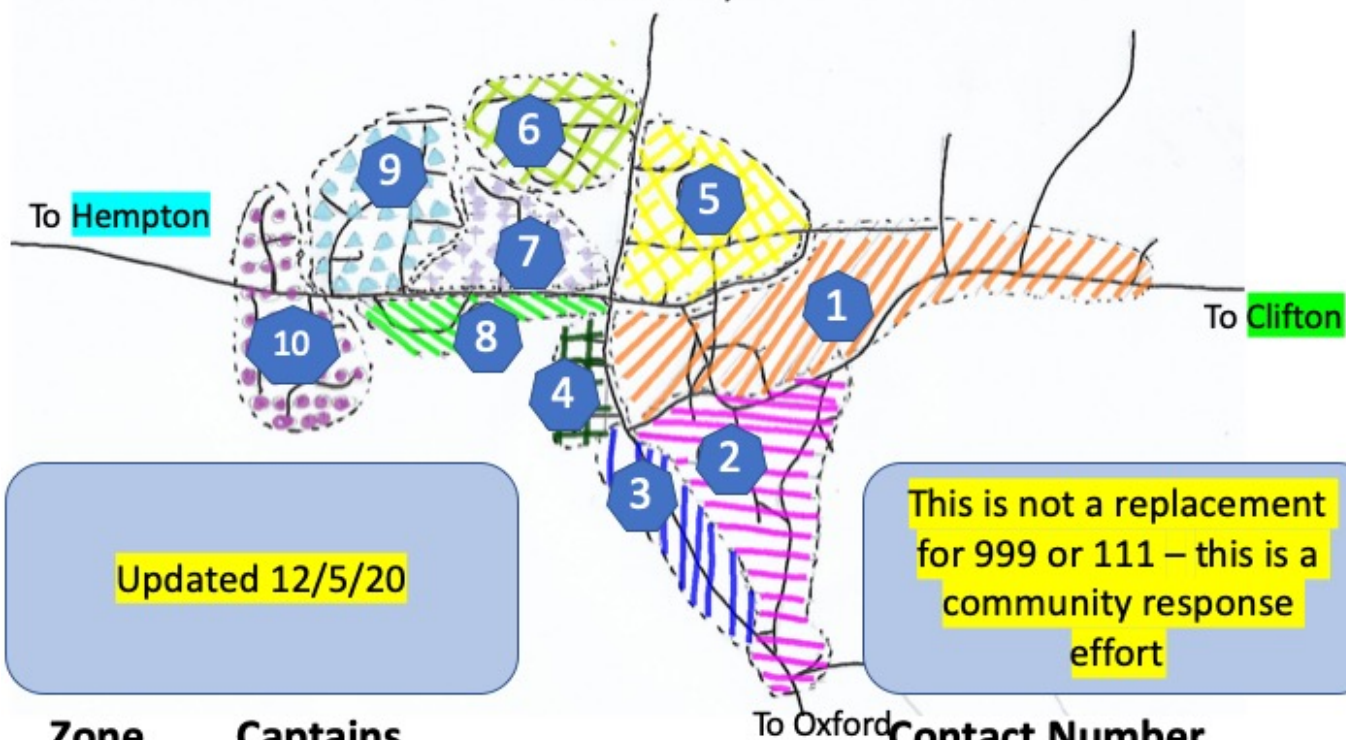 6
9
5
To Hempton
7
1
8
To Clifton
10
4
2
3
Updated 12/5/20
This is not a replacement
for 999 or 111 – this is a
community response
effort
To Oxford
Zone Captains Contact Number